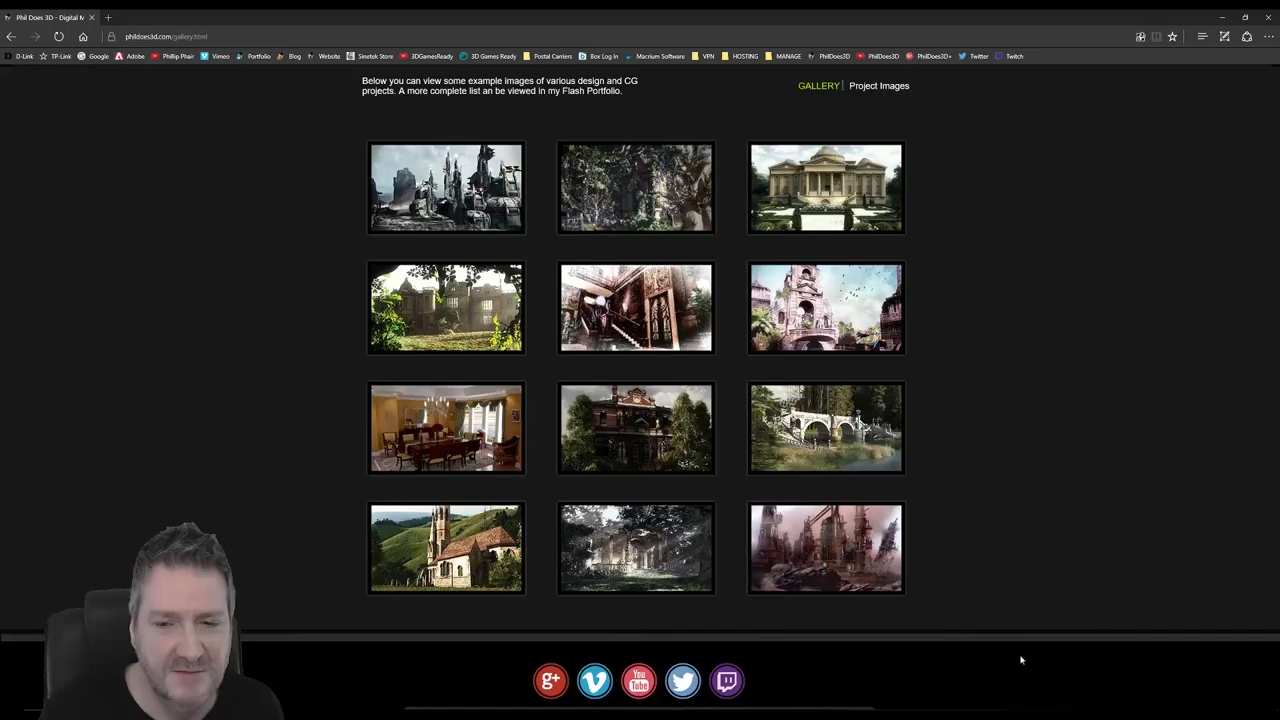 Phil Does 3D - Digital M
phildoes3d.com/gallery.html
D-Link TP-Link Google Adobe Phillip Phair Vimeo Portfolio Blog Website Sinetek Store 3DGamesReady 3D Games Ready Postal Carriers Box Log In Macrium Software VPN HOSTING MANAGE PhilDoes3D PhilDoes3D PhilDoes3D+ Twitter Twitch
Below you can view some example images of various design and CG
projects. A more complete list an be viewed in my Flash Portfolio.
GALLERY | Project Images
g+
You
Tube